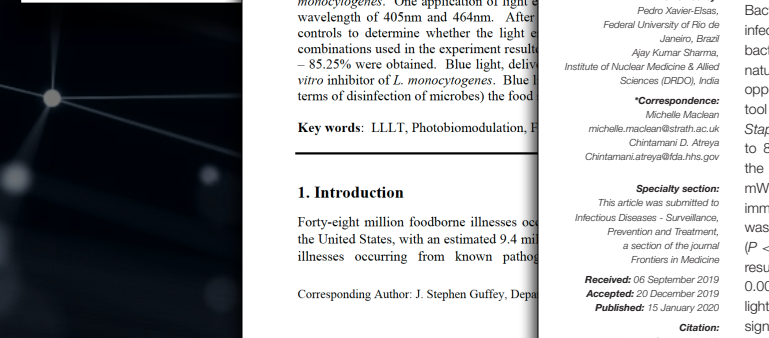 monocytogenes. One application of light e
wavelength of 405nm and 464nm. After
controls to determine whether the light e
combinations used in the experiment resulte
– 85.25% were obtained. Blue light, delive
vitro inhibitor of L. monocytogenes. Blue li
terms of disinfection of microbes) the food s
Key words: LLLT, Photobiomodulation, F
1. Introduction
Forty-eight million foodborne illnesses occ
the United States, with an estimated 9.4 mil
illnesses occurring from known pathog
Corresponding Author: J. Stephen Guffey, Depa
Pedro Xavier-Elsas,
Federal University of Rio de
Janeiro, Brazil
Ajay Kumar Sharma,
Institute of Nuclear Medicine & Allied
Sciences (DRDO), India
*Correspondence:
Michelle Maclean
michelle.maclean@strath.ac.uk
Chintamani D. Atreya
Chintamani.atreya@fda.hhs.gov
Specialty section:
This article was submitted to
Infectious Diseases - Surveillance,
Prevention and Treatment,
a section of the journal
Frontiers in Medicine
Received: 06 September 2019
Accepted: 20 December 2019
Published: 15 January 2020
Citation:
Bac
infec
bact
natu
oppo
tool
Stap
to 8
the
mW
imm
was
(P <
resu
0.00
light
sign